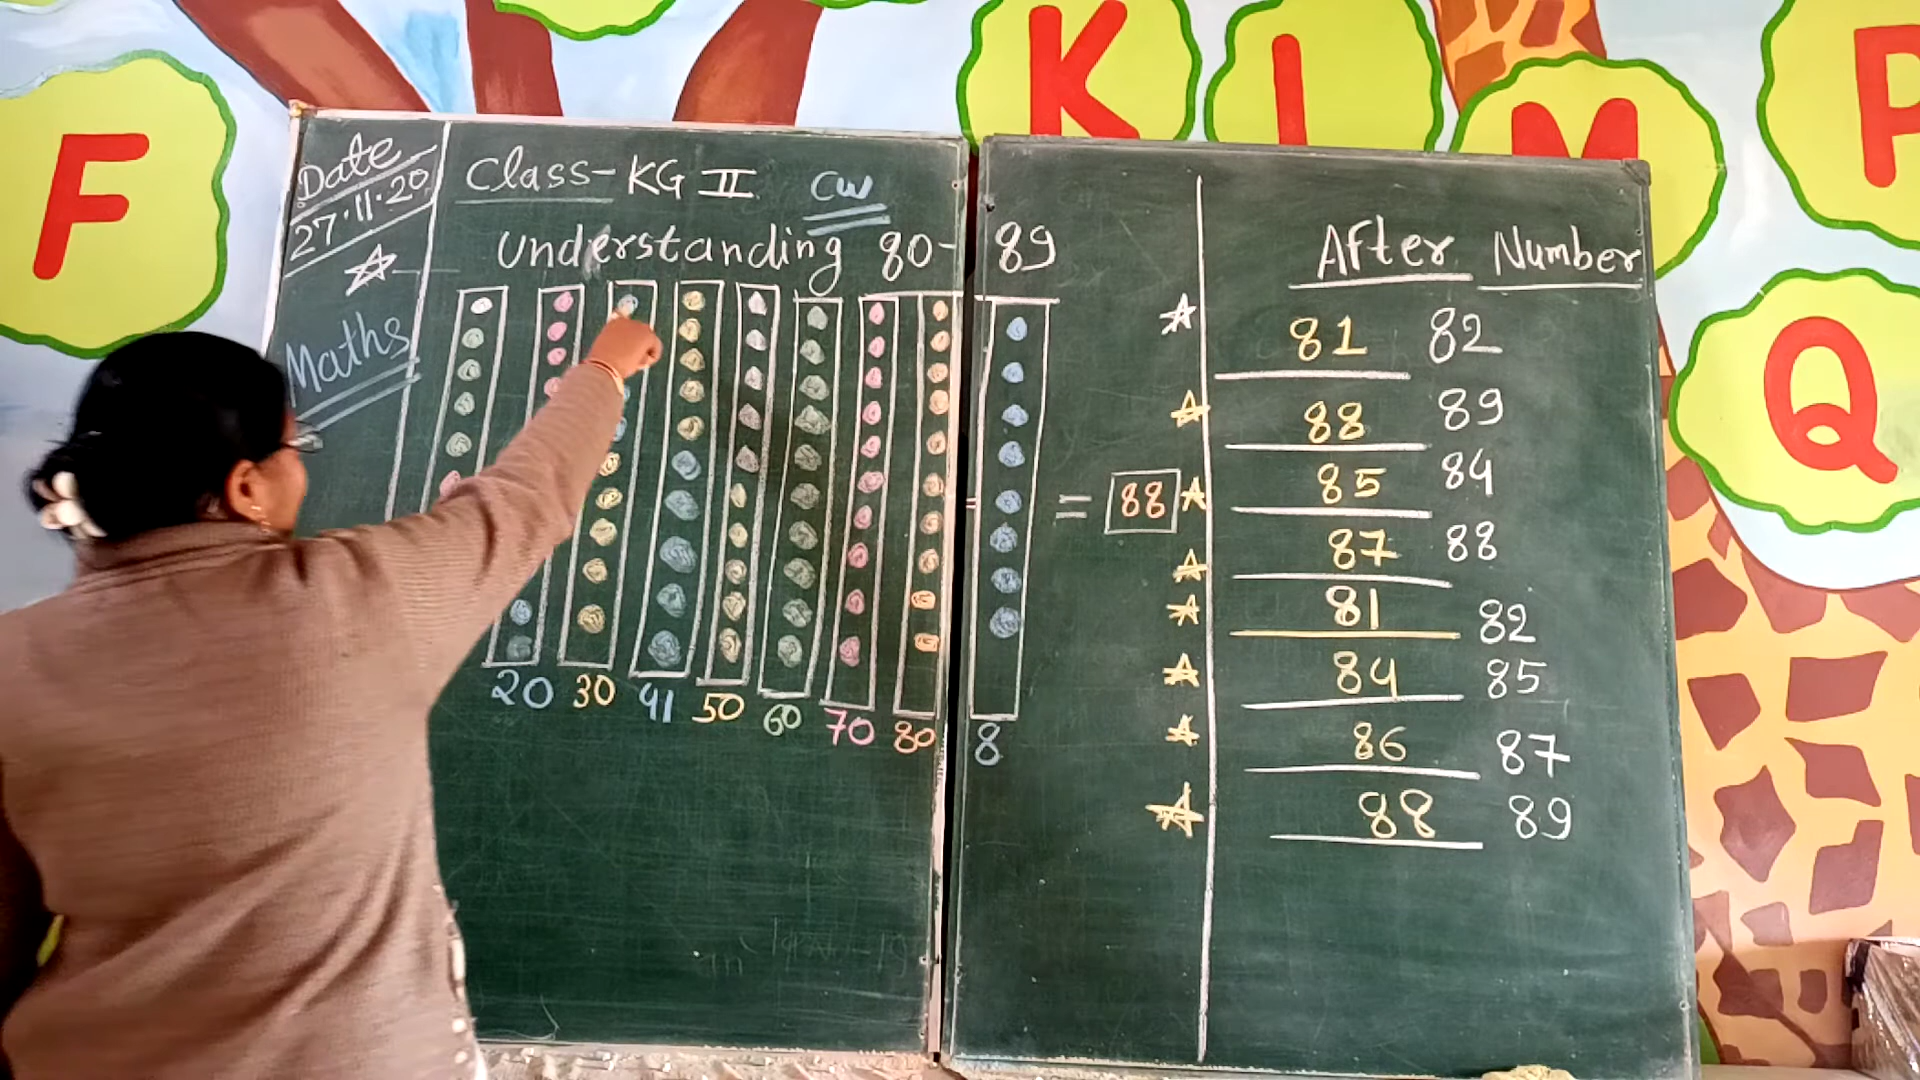 F
K
L
M
P
Q
Date
27·11·20
Maths
Class-KG II CW
Understanding 80-89
20 30 41 50 60 70 80 8
= 88
After Number
81 82
88 89
85 84
87 88
81 82
84 85
86 87
88 89